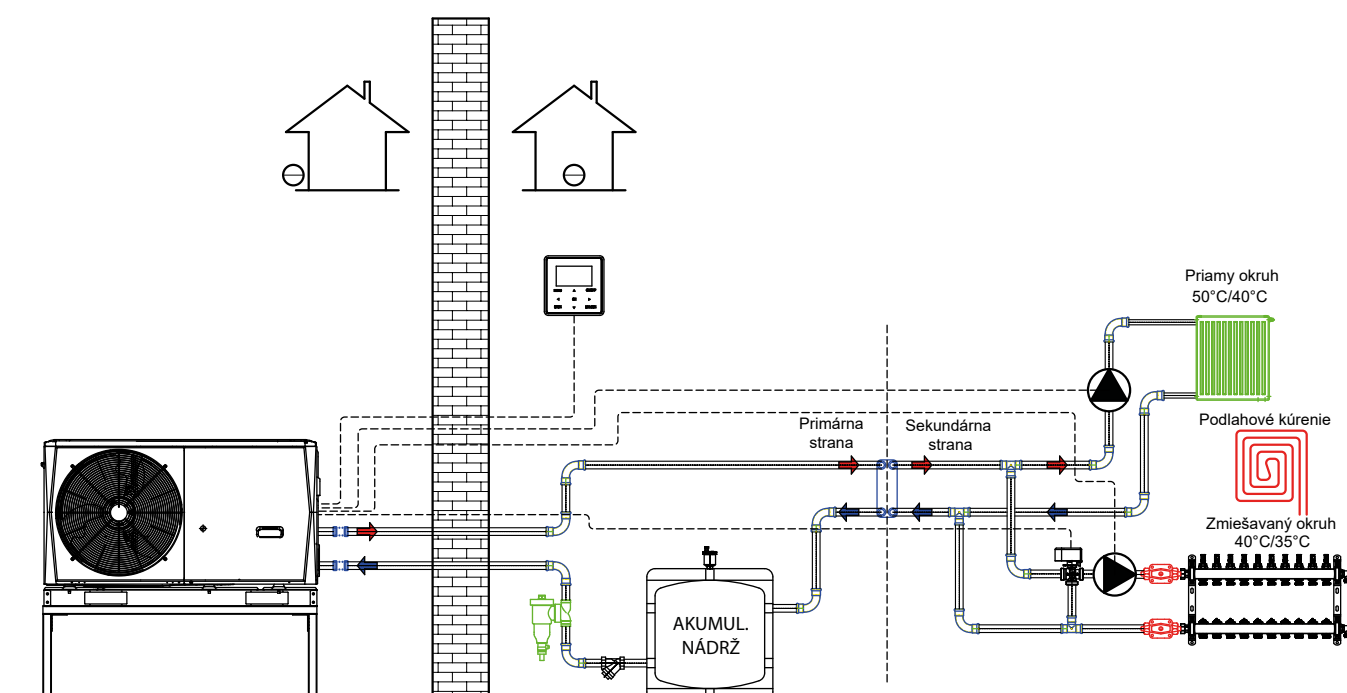 Priamy okruh
50°C/40°C
Primárna
strana
Sekundárna
strana
Podlahové kúrenie
Zmiešavaný okruh
40°C/35°C
AKUMUL.
NÁDRŽ